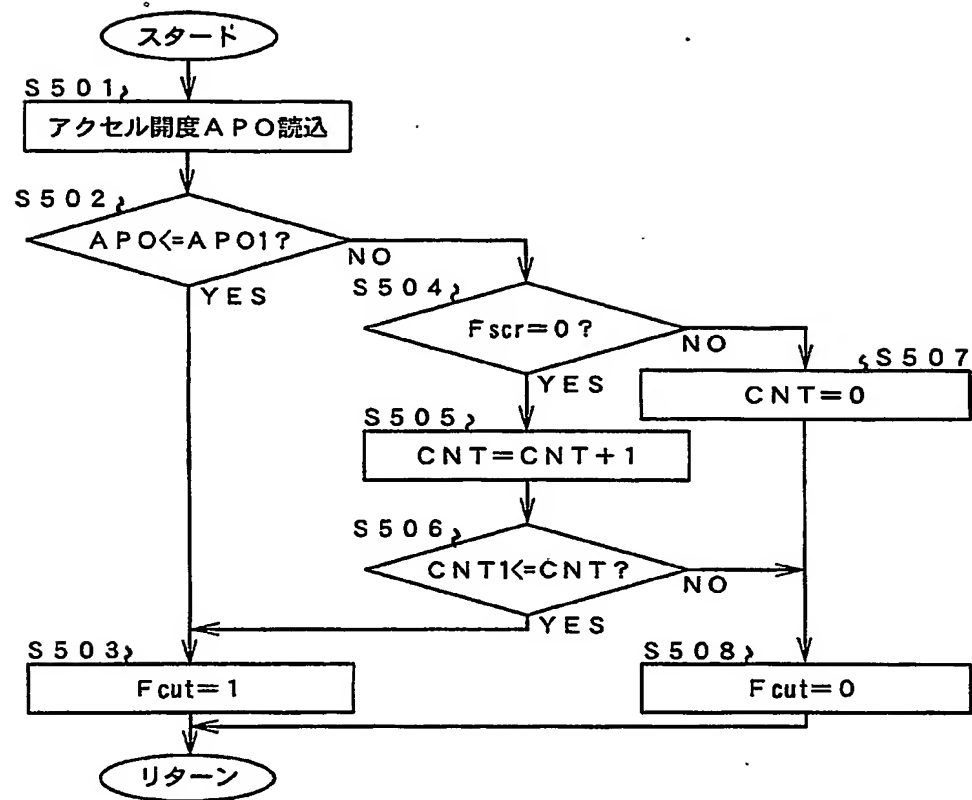 スタード
S501
アクセル開度APO読込
S502
APO<=APO1?
NO
YES
S504
Fscr=0?
NO
YES
S507
CNT=0
S505
CNT=CNT+1
S506
CNT1<=CNT?
NO
YES
S503
Fcut=1
S508
Fcut=0
リターン